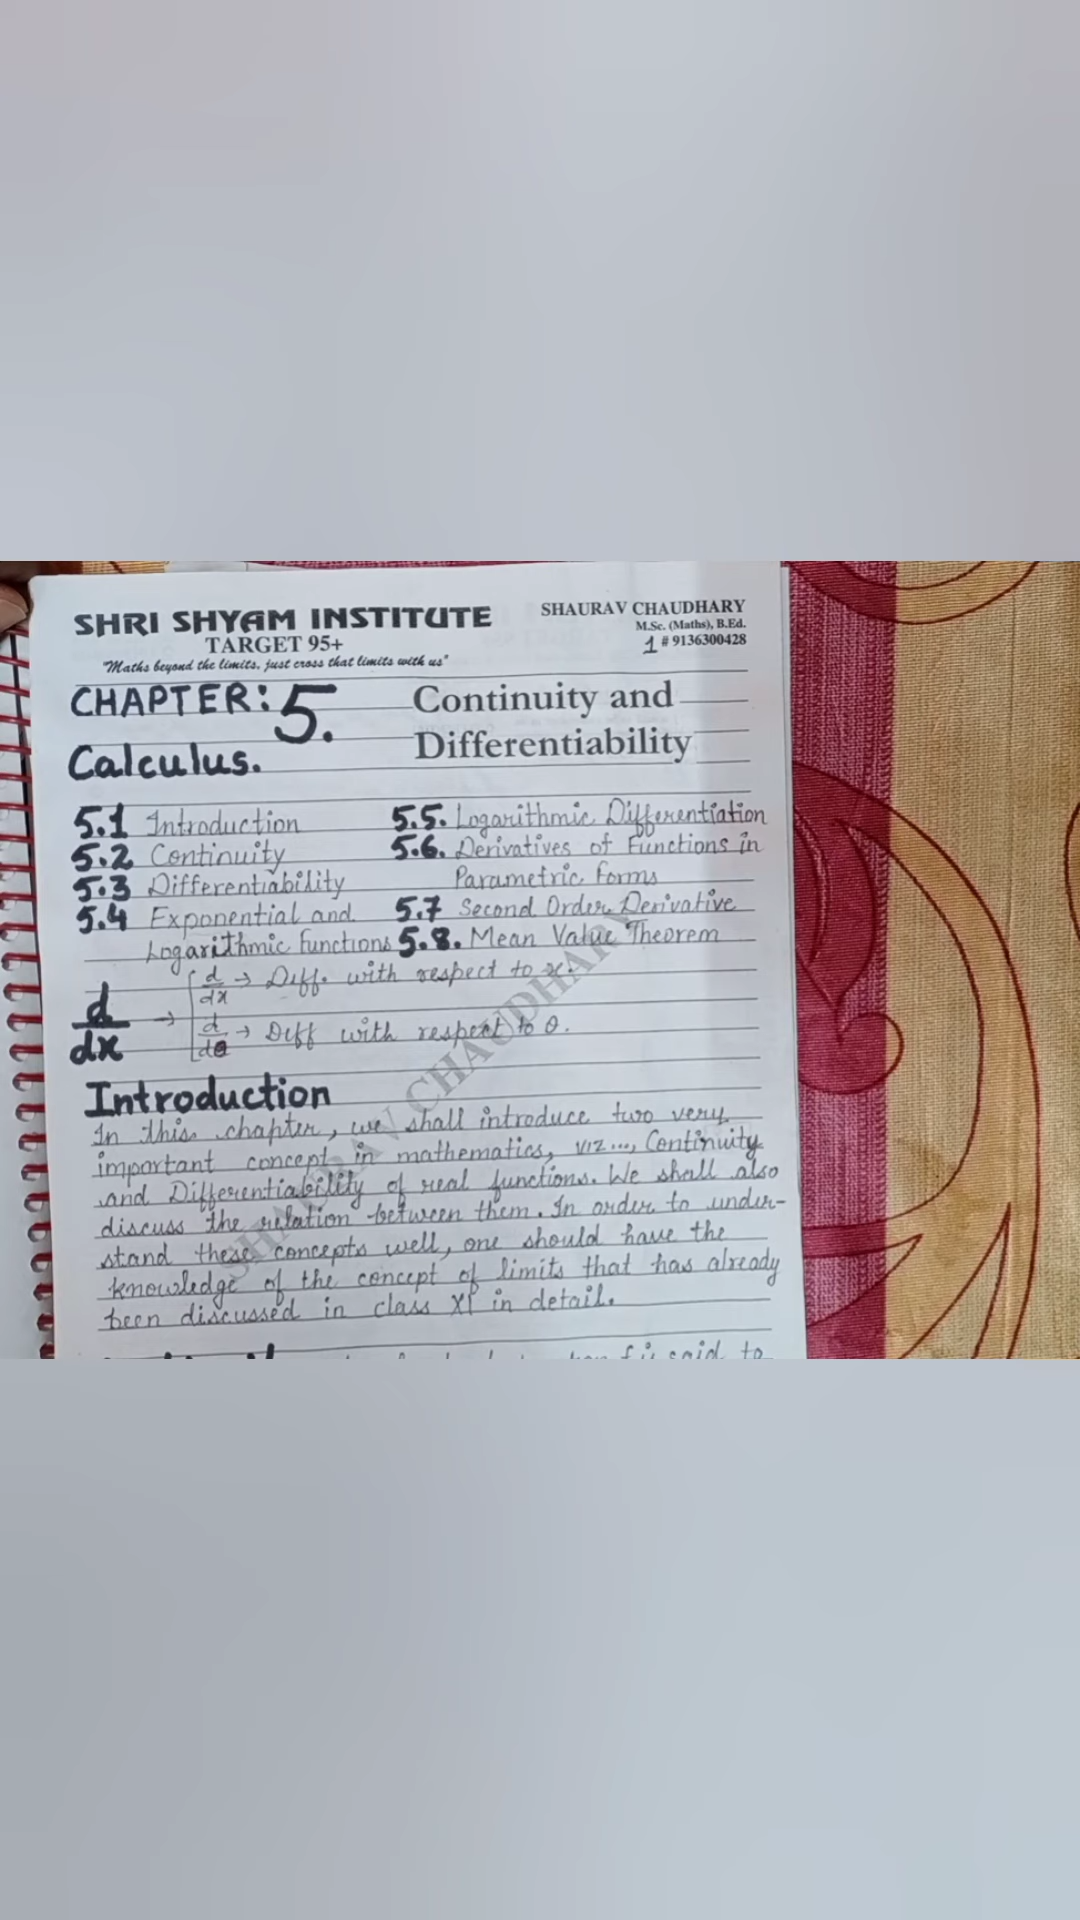 SHRI SHYAM INSTITUTE
TARGET 95+
"Maths beyond the limits, just cross that limits with us"
SHAURAV CHAUDHARY
M.Sc. (Maths), B.Ed.
1 # 9136300428
CHAPTER: 5.
Continuity and
Differentiability
Calculus.
5.1 Introduction
5.2 Continuity
5.3 Differentiability
5.4 Exponential and
Logarithmic functions
5.5. Logarithmic Differentiation
5.6. Derivatives of Functions in
Parametric Forms
5.7 Second Order Derivative
5.8. Mean Value Theorem
d/dx → d/dx → Diff. with respect to x.
d/dθ → Diff with respect to θ.
Introduction
In this chapter, we shall introduce two very
important concept in mathematics, viz..., Continuity
and Differentiability of real functions. We shall also
discuss the relation between them. In order to under-
stand these concepts well, one should have the
knowledge of the concept of limits that has already
been discussed in class XI in detail.
f is said to
SHAURAV CHAUDHARY